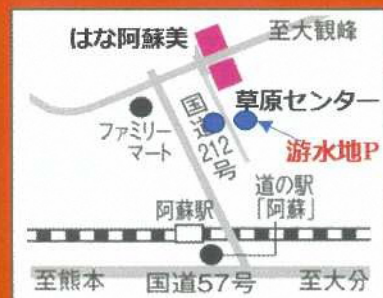 はな阿蘇美
至大観峰
草原センター
ファミリー
マート
国道212号
游水地P
道の駅
「阿蘇」
阿蘇駅
至熊本
国道57号
至大分